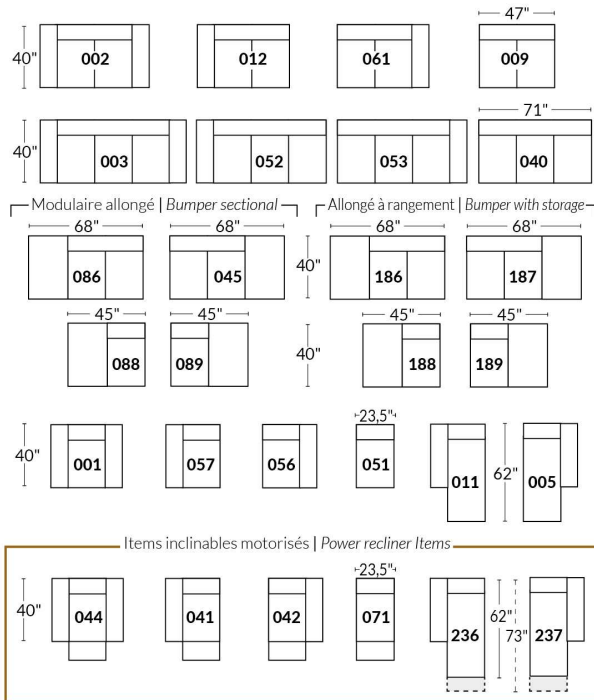 47"
40" 002 012 061 009
71"
40" 003 052 053 040
Modulaire allongé | Bumper sectional Allongé à rangement | Bumper with storage
68" 68" 68" 68"
086 045 40" 186 187
45" 45" 45" 45"
088 089 40" 188 189
23,5"
40" 001 057 056 051 011 62" 005
Items inclinables motorisés | Power recliner Items
23,5"
40" 044 041 042 071 236 62" 73" 237